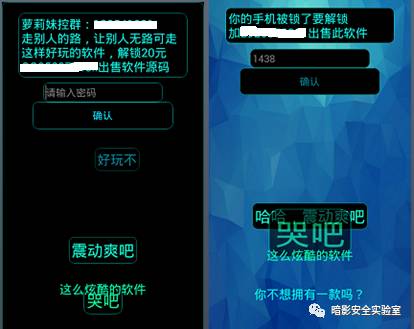 萝莉妹控群：
走别人的路，让别人无路可走
这样好玩的软件，解锁20元
出售软件源码
请输入密码
确认
好玩不
震动爽吧
这么炫酷的软件
哭吧
你的手机被锁了要解锁
加 出售此软件
1438
确认
哈哈 震动爽吧
哭吧
这么炫酷的软件
你不想拥有一款吗？
暗影安全实验室